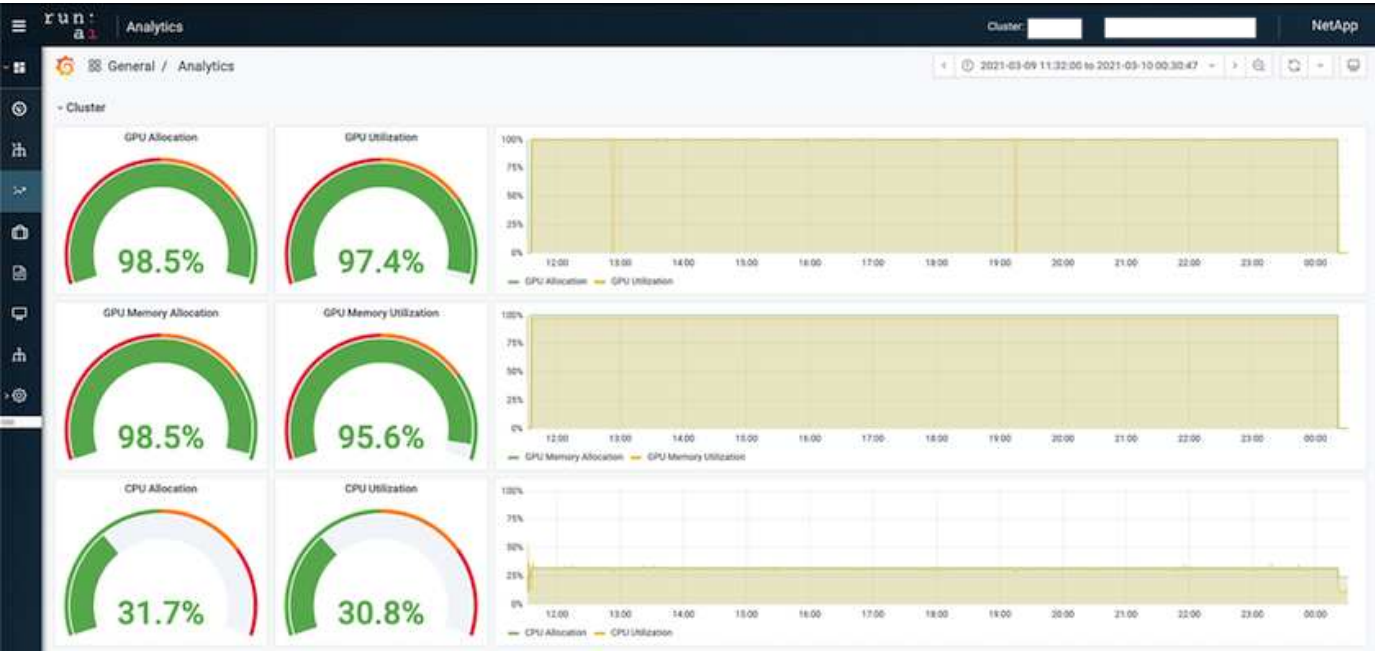 run:
ai
Analytics
Cluster:
NetApp
General / Analytics
2021-03-09 11:32:00 to 2021-03-10 00:30:47
Cluster
GPU Allocation
98.5%
GPU Utilization
97.4%
100%
75%
50%
25%
0%
12:00 13:00 14:00 15:00 16:00 17:00 18:00 19:00 20:00 21:00 22:00 23:00 00:00
GPU Allocation GPU Utilization
GPU Memory Allocation
98.5%
GPU Memory Utilization
95.6%
100%
75%
50%
25%
0%
12:00 13:00 14:00 15:00 16:00 17:00 18:00 19:00 20:00 21:00 22:00 23:00 00:00
GPU Memory Allocation GPU Memory Utilization
CPU Allocation
31.7%
CPU Utilization
30.8%
100%
75%
50%
25%
0%
12:00 13:00 14:00 15:00 16:00 17:00 18:00 19:00 20:00 21:00 22:00 23:00 00:00
CPU Allocation CPU Utilization